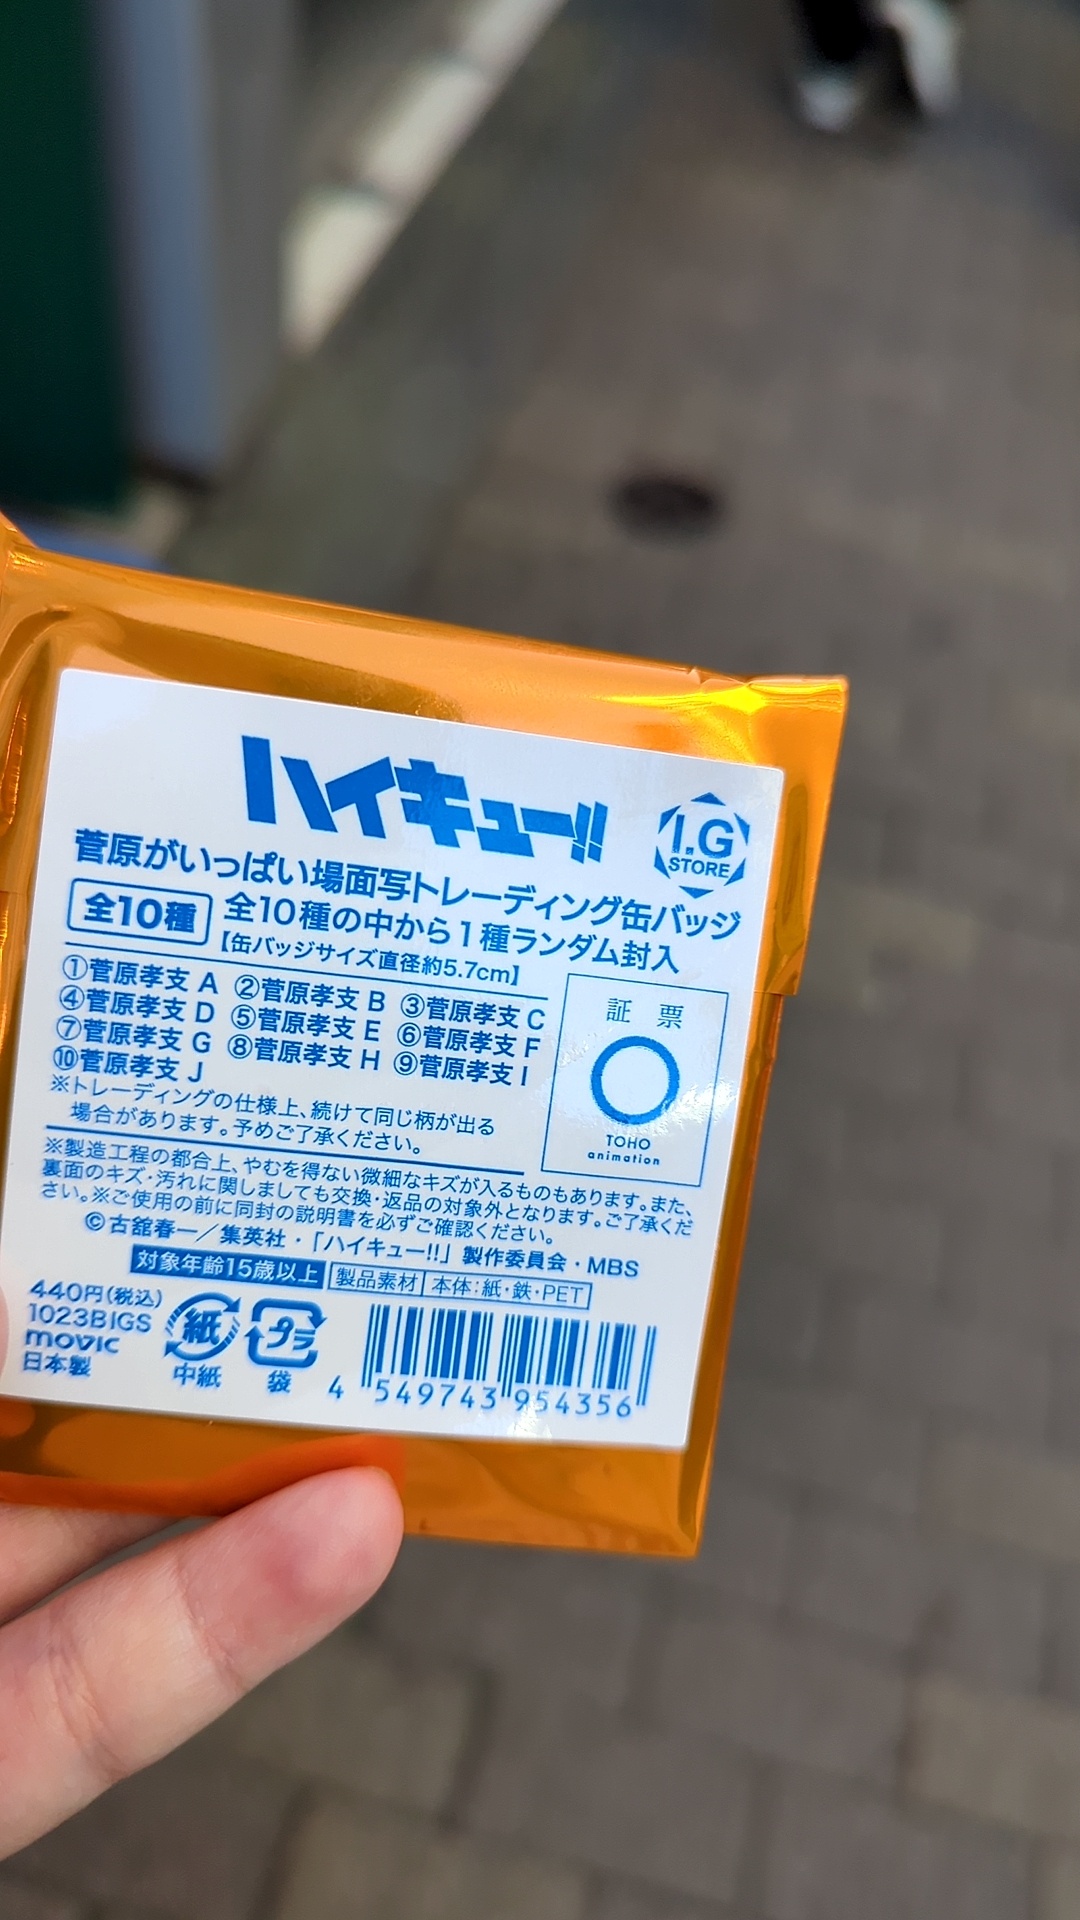 ハイキュー!!
I.G
STORE
菅原がいっぱい場面写トレーディング缶バッジ
全10種
全10種の中から1種ランダム封入
【缶バッジサイズ直径約5.7cm】
①菅原孝支 A ②菅原孝支 B ③菅原孝支 C
④菅原孝支 D ⑤菅原孝支 E ⑥菅原孝支 F
⑦菅原孝支 G ⑧菅原孝支 H ⑨菅原孝支 I
⑩菅原孝支 J
※トレーディングの仕様上、続けて同じ柄が出る
場合があります。予めご了承ください。
証票
TOHO
animation
※製造工程の都合上、やむを得ない微細なキズが入るものもあります。また、
裏面のキズ・汚れに関しましても交換・返品の対象外となります。ご了承くだ
さい。※ご使用の前に同封の説明書を必ずご確認ください。
©古舘春一／集英社・「ハイキュー!!」製作委員会・MBS
対象年齢15歳以上 製品素材 本体:紙・鉄・PET
440円(税込)
1023BIGS
movic
日本製
紙
中紙
プラ
袋
4 549743 954356